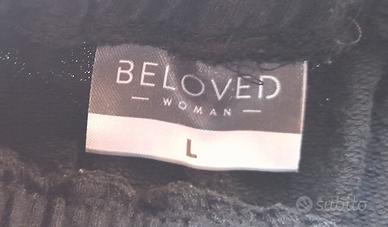 BELOVED
— WOMAN —
L
subito